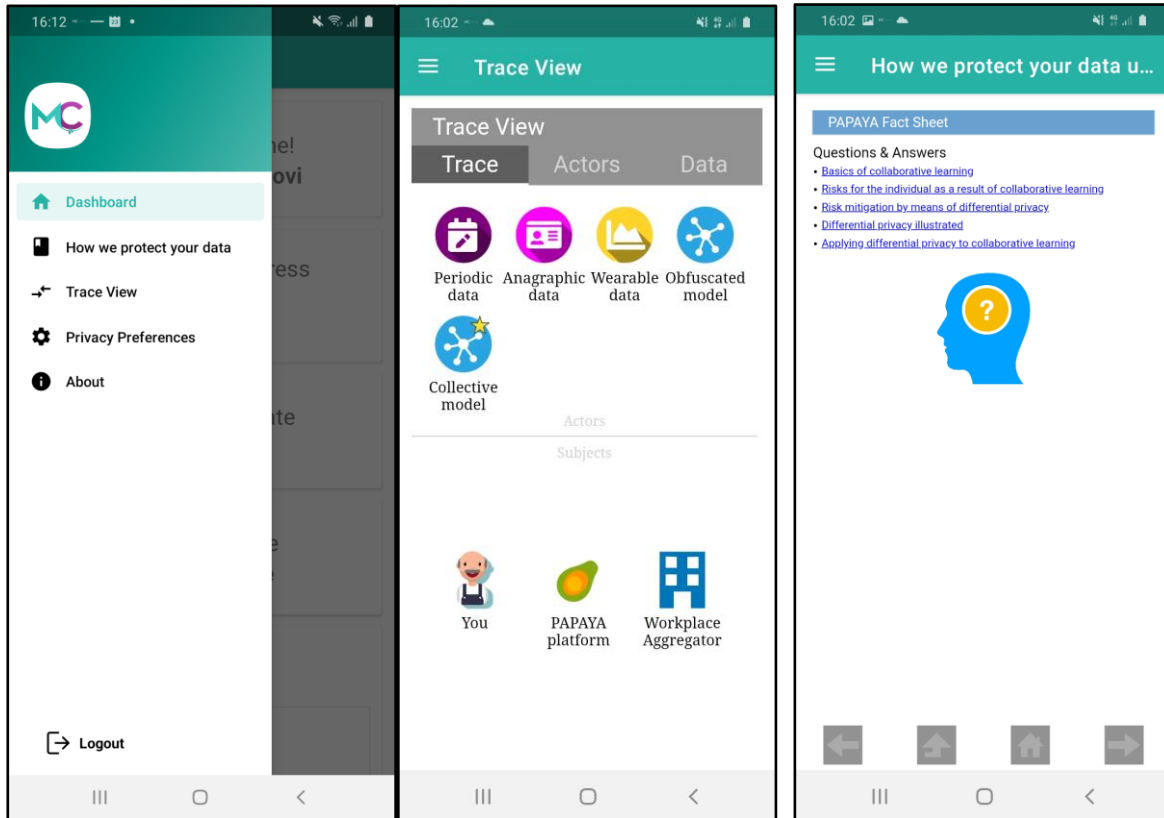 16:12
MC
ne!
ovi
Dashboard
How we protect your data
ress
Trace View
Privacy Preferences
About
ate
e
e
Logout
16:02
Trace View
Trace View
Trace Actors Data
Periodic data
Anagraphic data
Wearable data
Obfuscated model
Collective model
Actors
Subjects
You
PAPAYA platform
Workplace Aggregator
16:02
How we protect your data u...
PAPAYA Fact Sheet
Questions & Answers
• Basics of collaborative learning
• Risks for the individual as a result of collaborative learning
• Risk mitigation by means of differential privacy
• Differential privacy illustrated
• Applying differential privacy to collaborative learning
?